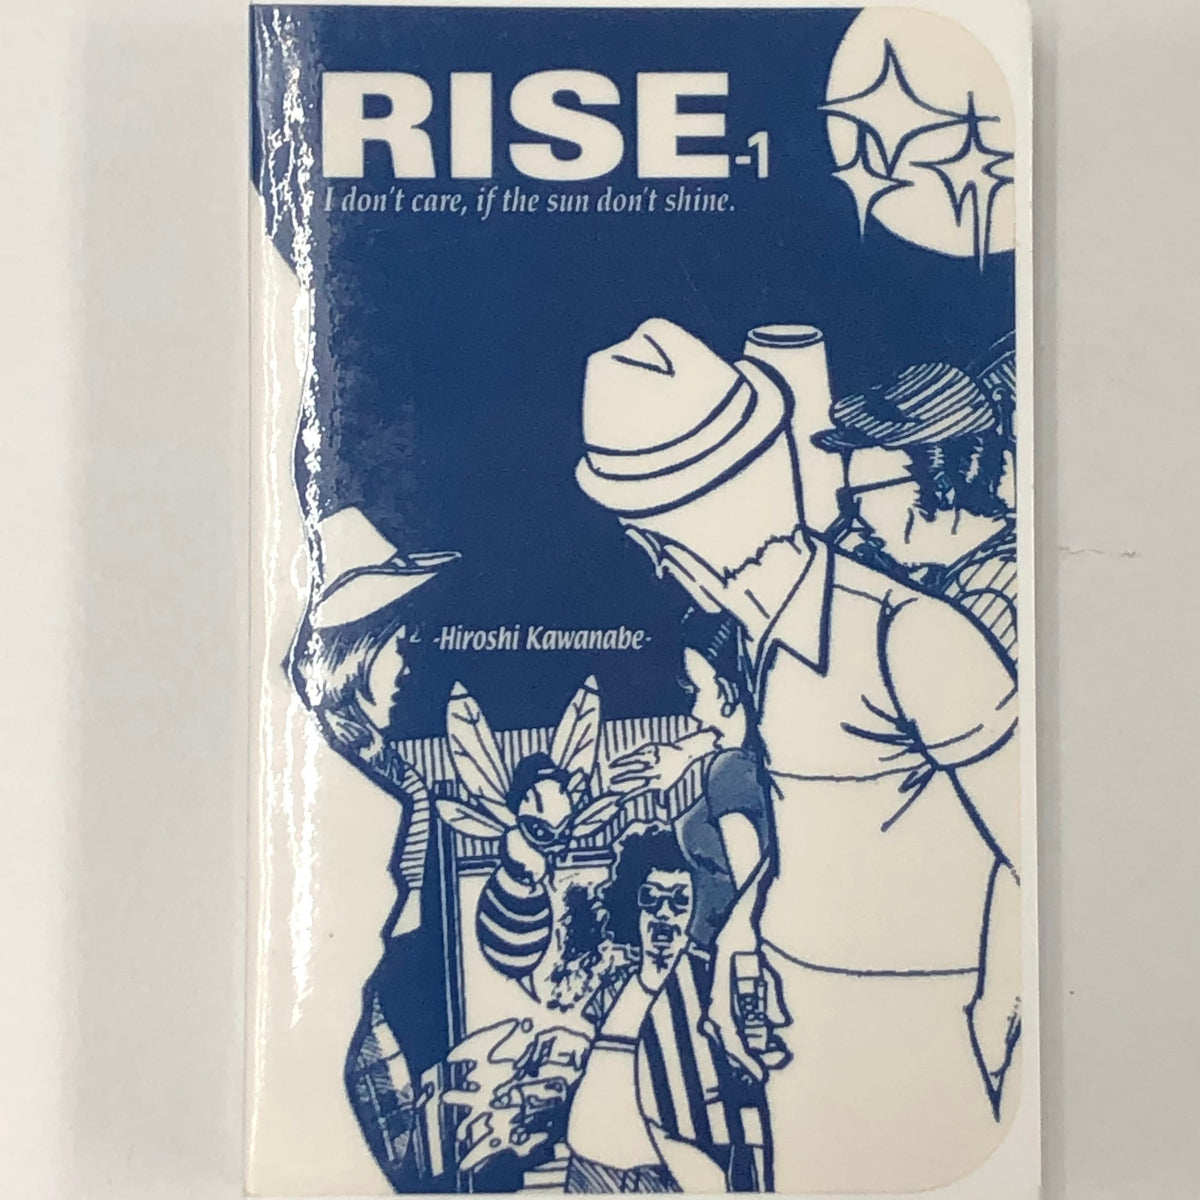 RISE-1
I don't care, if the sun don't shine.
-Hiroshi Kawanabe-